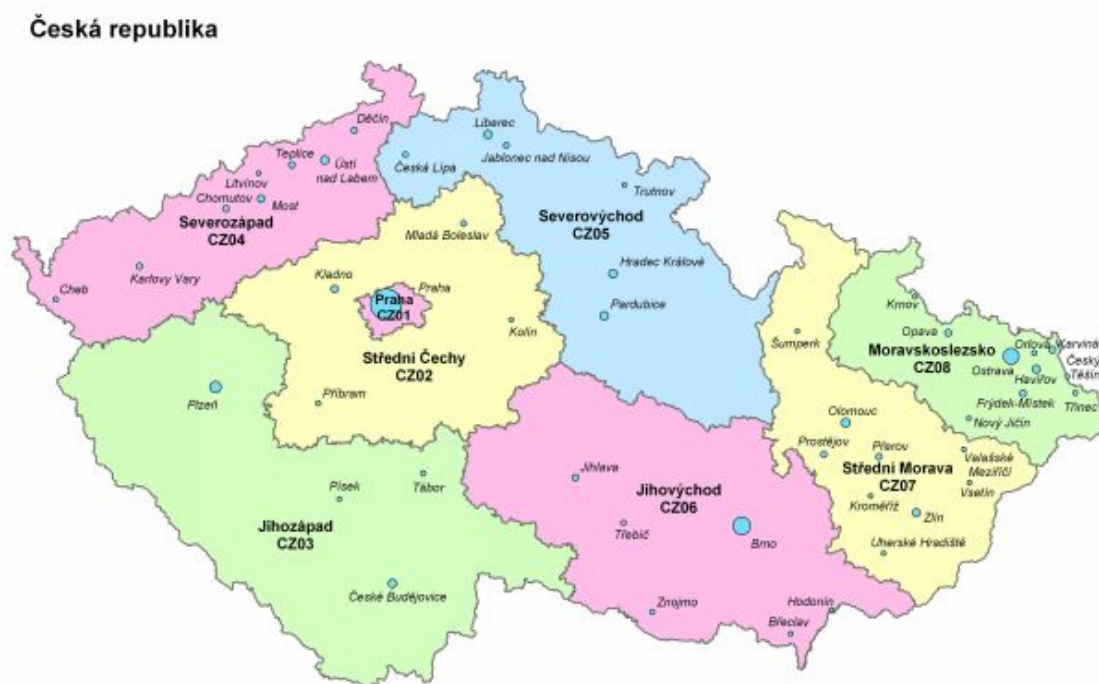 Česká republika
Děčín
Liberec
Teplice
Ústí
nad Labem
Česká Lípa
Jablonec nad Nisou
Litvínov
Trutnov
Chomutov
Most
Severozápad
CZ04
Severovýchod
CZ05
Mladá Boleslav
Karlovy Vary
Cheb
Kladno
Hradec Králové
Praha
Praha
CZ01
Pardubice
Kolín
Krnov
Šumperk
Opava
Orlová
Karviná
Moravskoslezsko
CZ08
Ostrava
Český
Těšín
Havířov
Střední Čechy
CZ02
Frýdek-Místek
Třinec
Plzeň
Příbram
Olomouc
Nový Jičín
Prostějov
Přerov
Valašské
Meziříčí
Střední Morava
CZ07
Vsetín
Tábor
Písek
Jihlava
Jihovýchod
CZ06
Kroměříž
Zlín
Jihozápad
CZ03
Třebíč
Brno
Uherské Hradiště
České Budějovice
Znojmo
Hodonín
Břeclav